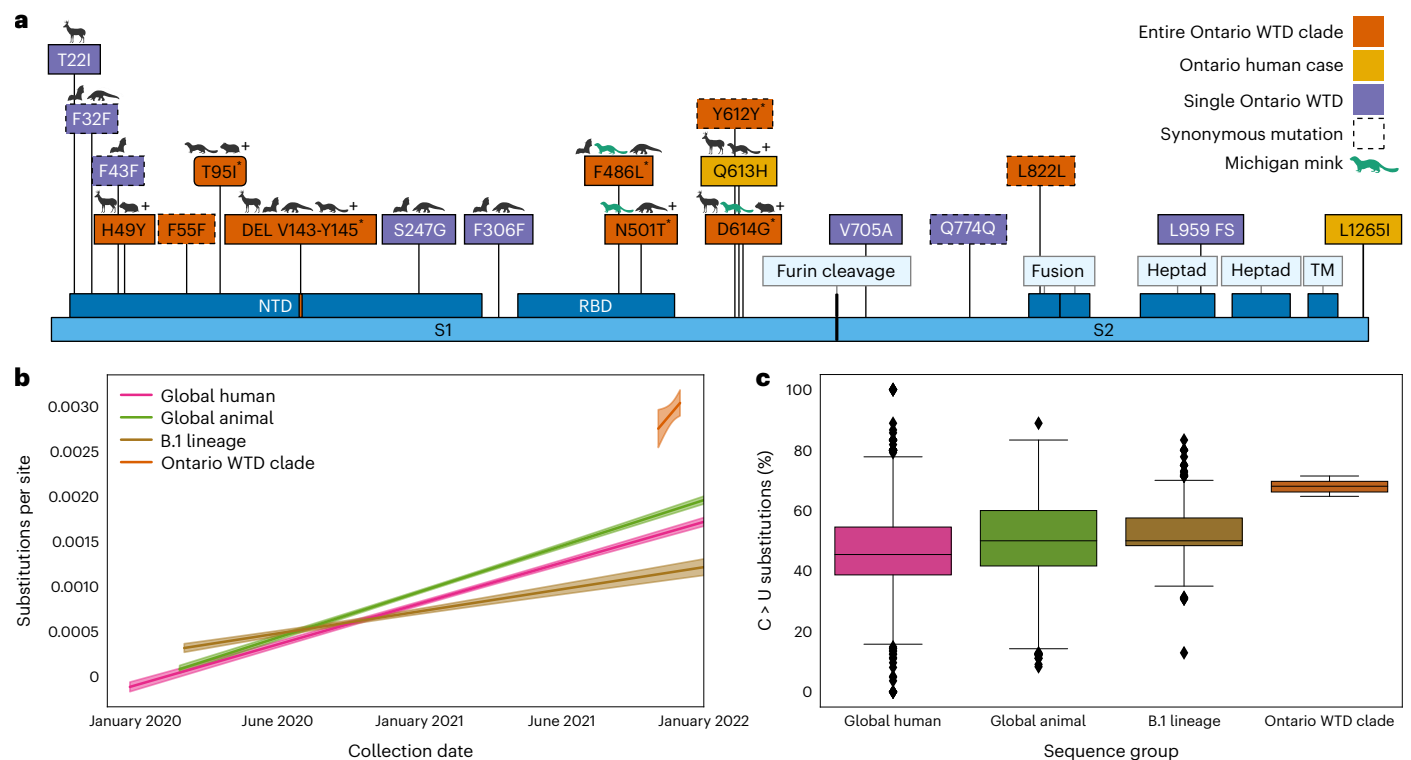 a
Entire Ontario WTD clade
Ontario human case
Single Ontario WTD
Synonymous mutation
Michigan mink
T22I
F32F
Y612Y*
F43F
T95I*
+
F486L*
Q613H
+
L822L
H49Y
+
F55F
DEL V143-Y145*
+
S247G
F306F
N501T*
+
D614G*
+
V705A
Q774Q
L959 FS
L1265I
Furin cleavage
Fusion
Heptad
Heptad
TM
NTD
RBD
S1
S2
b
Substitutions per site
0.0030
0.0025
0.0020
0.0015
0.0010
0.0005
0
Global human
Global animal
B.1 lineage
Ontario WTD clade
January 2020
June 2020
January 2021
June 2021
January 2022
Collection date
c
C > U substitutions (%)
100
80
60
40
20
0
Global human
Global animal
B.1 lineage
Ontario WTD clade
Sequence group